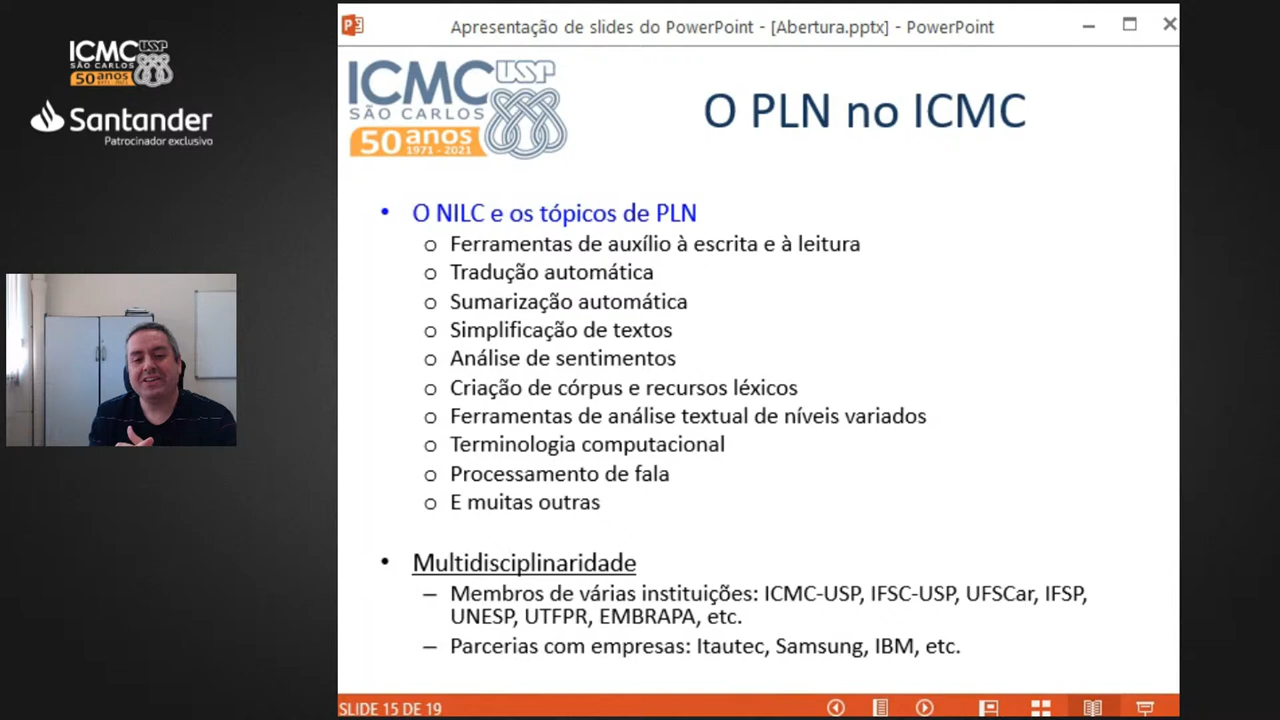 ICMC USP
SÃO CARLOS
50 anos
1971 - 2021
Santander
Patrocinador exclusivo
Apresentação de slides do PowerPoint - [Abertura.pptx] - PowerPoint
ICMC USP
SÃO CARLOS
50 anos
1971 - 2021
O PLN no ICMC
• O NILC e os tópicos de PLN
o Ferramentas de auxílio à escrita e à leitura
o Tradução automática
o Sumarização automática
o Simplificação de textos
o Análise de sentimentos
o Criação de córpus e recursos léxicos
o Ferramentas de análise textual de níveis variados
o Terminologia computacional
o Processamento de fala
o E muitas outras
• Multidisciplinaridade
– Membros de várias instituições: ICMC-USP, IFSC-USP, UFSCar, IFSP,
UNESP, UTFPR, EMBRAPA, etc.
– Parcerias com empresas: Itautec, Samsung, IBM, etc.
SLIDE 15 DE 19